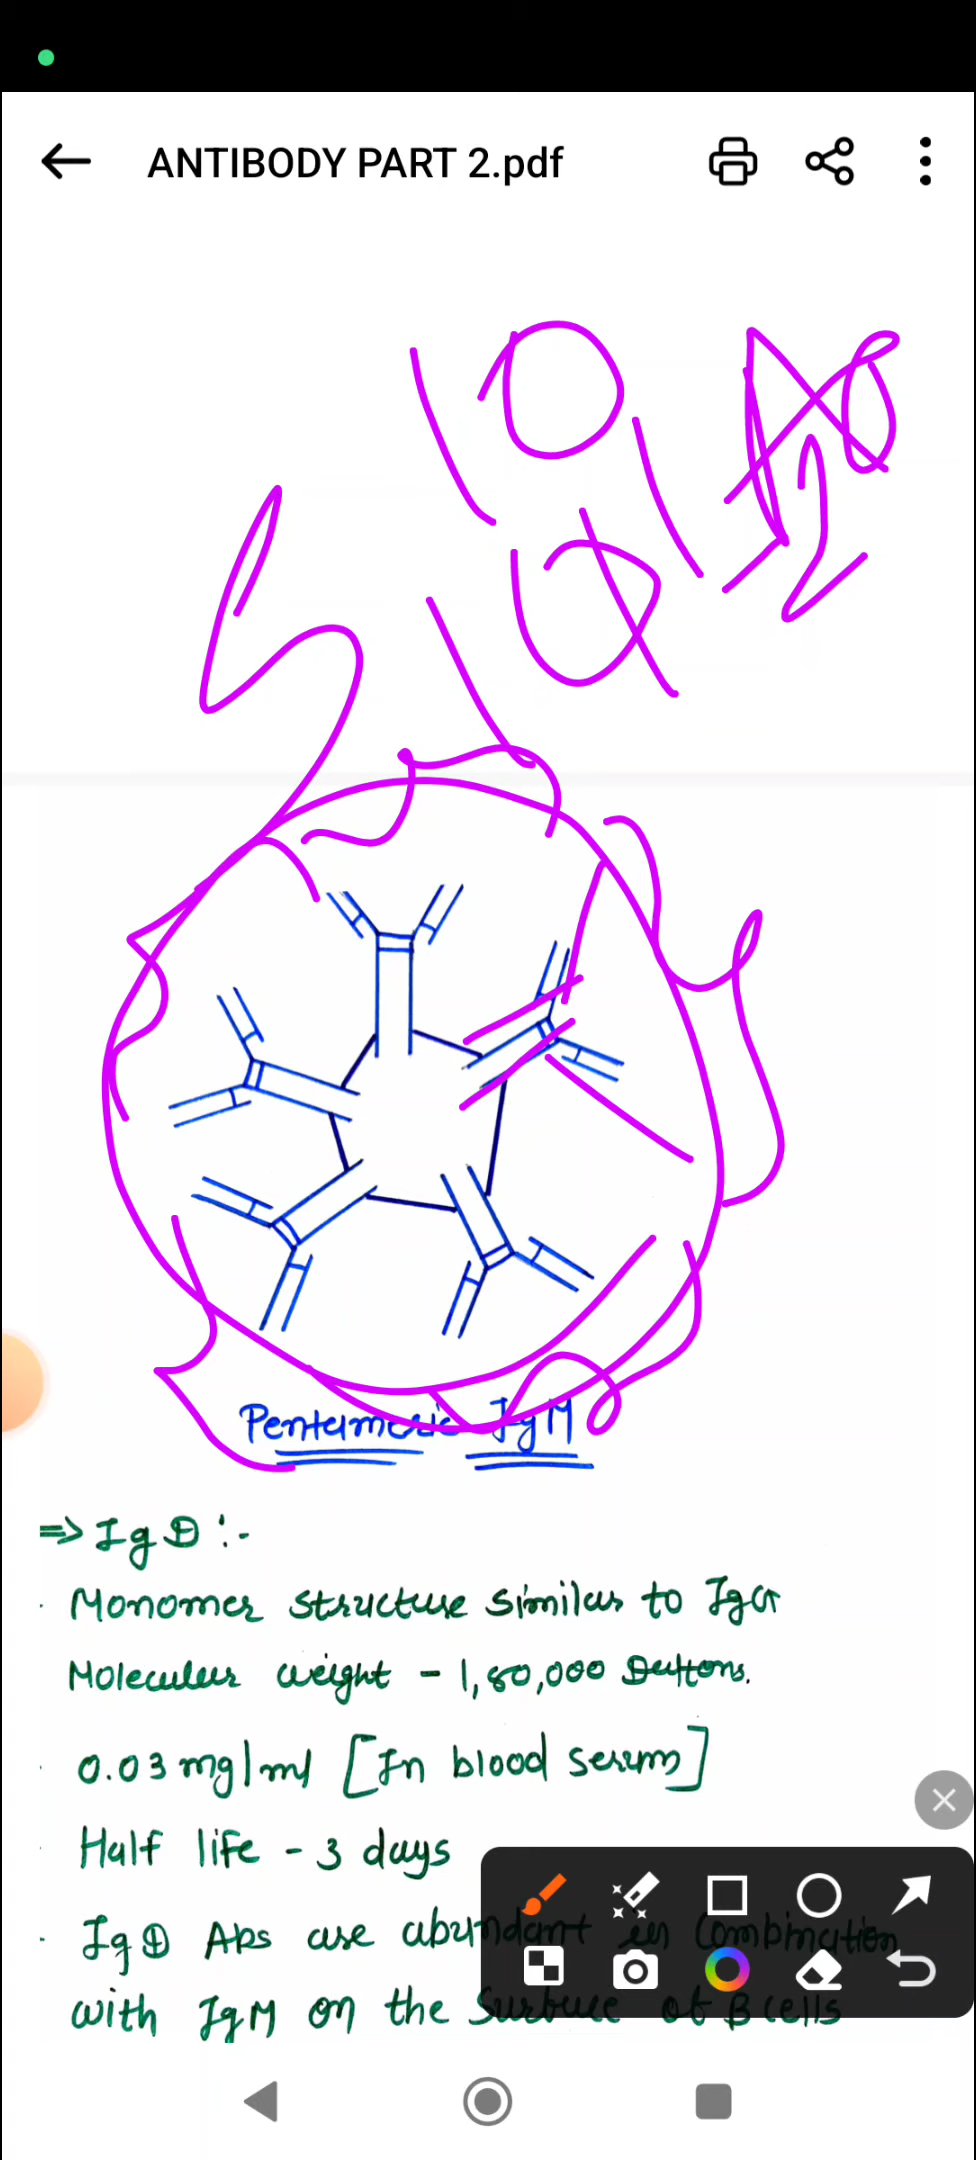 ANTIBODY PART 2.pdf
Pentameric IgM
=> IgD :-
· Monomer structure similar to IgG
Molecular weight - 1,80,000 Daltons.
· 0.03 mg/ml [In blood serum]
· Half life - 3 days
· IgD Abs are abundant in Combination
with IgM on the Surface of B cells